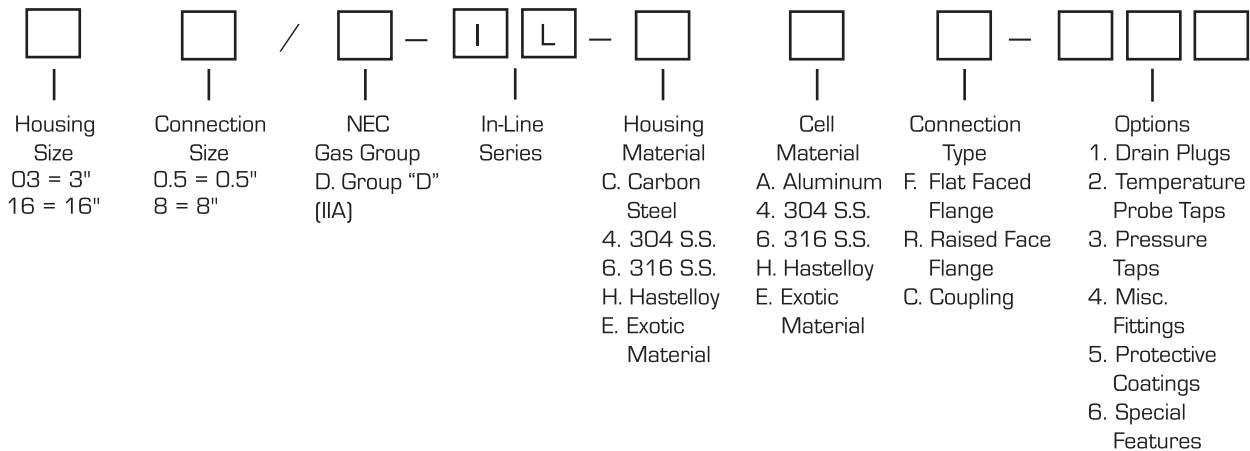 / – I L – –
Housing
Size
03 = 3"
16 = 16"
Connection
Size
0.5 = 0.5"
8 = 8"
NEC
Gas Group
D. Group “D”
(IIA)
In-Line
Series
Housing
Material
C. Carbon
Steel
4. 304 S.S.
6. 316 S.S.
H. Hastelloy
E. Exotic
Material
Cell
Material
A. Aluminum
4. 304 S.S.
6. 316 S.S.
H. Hastelloy
E. Exotic
Material
Connection
Type
F. Flat Faced
Flange
R. Raised Face
Flange
C. Coupling
Options
1. Drain Plugs
2. Temperature
Probe Taps
3. Pressure
Taps
4. Misc.
Fittings
5. Protective
Coatings
6. Special
Features